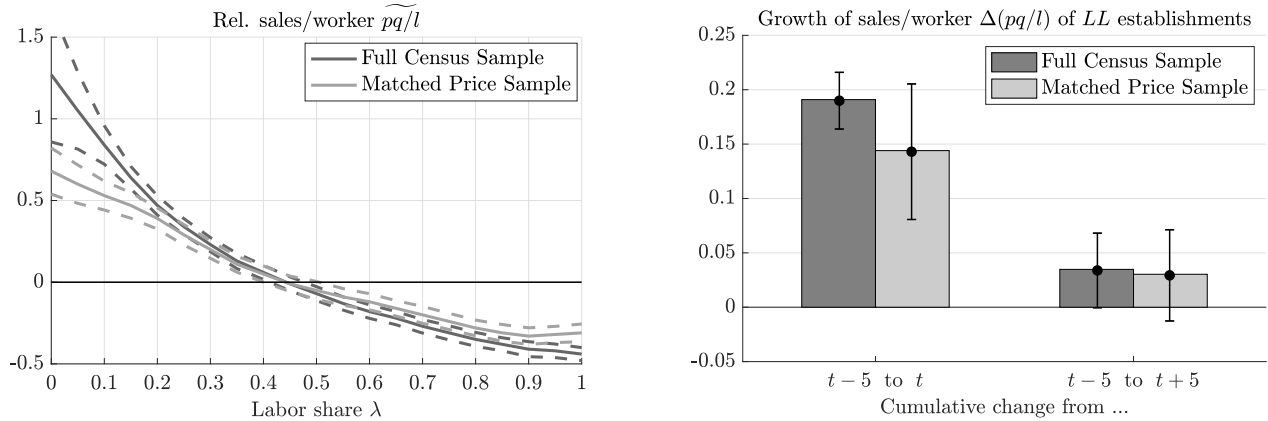 Rel. sales/worker p̃q̃/l̃
1.5
1
0.5
0
-0.5
Full Census Sample
Matched Price Sample
0 0.1 0.2 0.3 0.4 0.5 0.6 0.7 0.8 0.9 1
Labor share λ
Growth of sales/worker Δ(pq/l) of LL establishments
0.25
0.2
0.15
0.1
0.05
0
-0.05
Full Census Sample
Matched Price Sample
t − 5 to t
t − 5 to t + 5
Cumulative change from ...